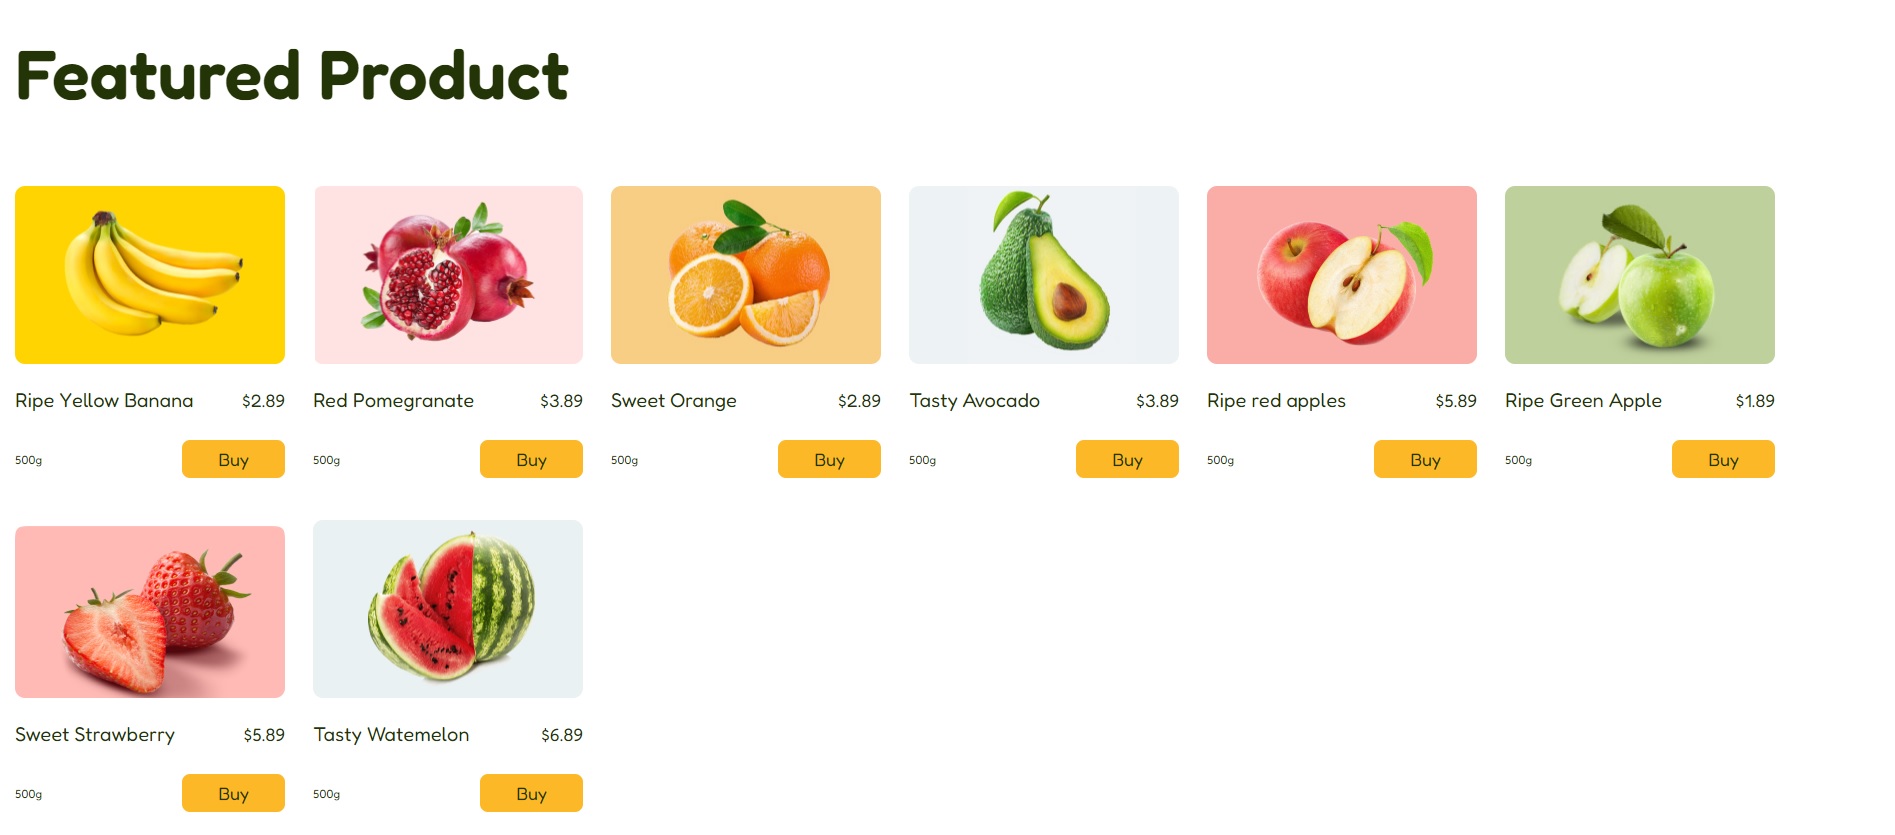 Featured Product
Ripe Yellow Banana $2.89
500g Buy
Red Pomegranate $3.89
500g Buy
Sweet Orange $2.89
500g Buy
Tasty Avocado $3.89
500g Buy
Ripe red apples $5.89
500g Buy
Ripe Green Apple $1.89
500g Buy
Sweet Strawberry $5.89
500g Buy
Tasty Watemelon $6.89
500g Buy